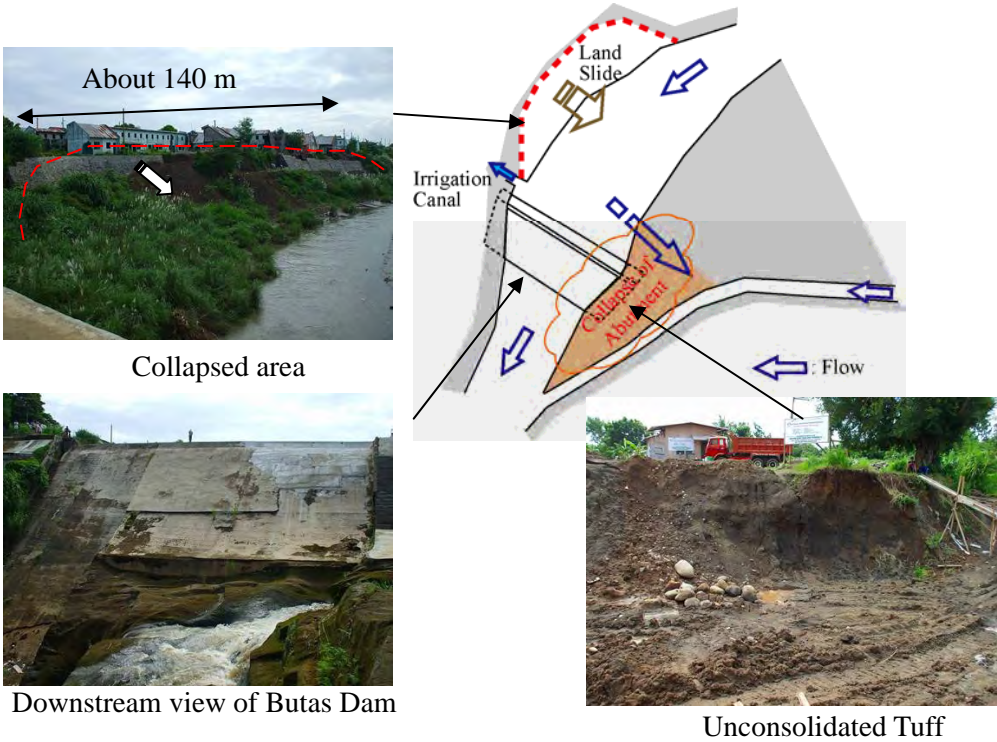 About 140 m
Collapsed area
Land
Slide
Irrigation
Canal
Collapse of
Abutment
: Flow
Downstream view of Butas Dam
Unconsolidated Tuff